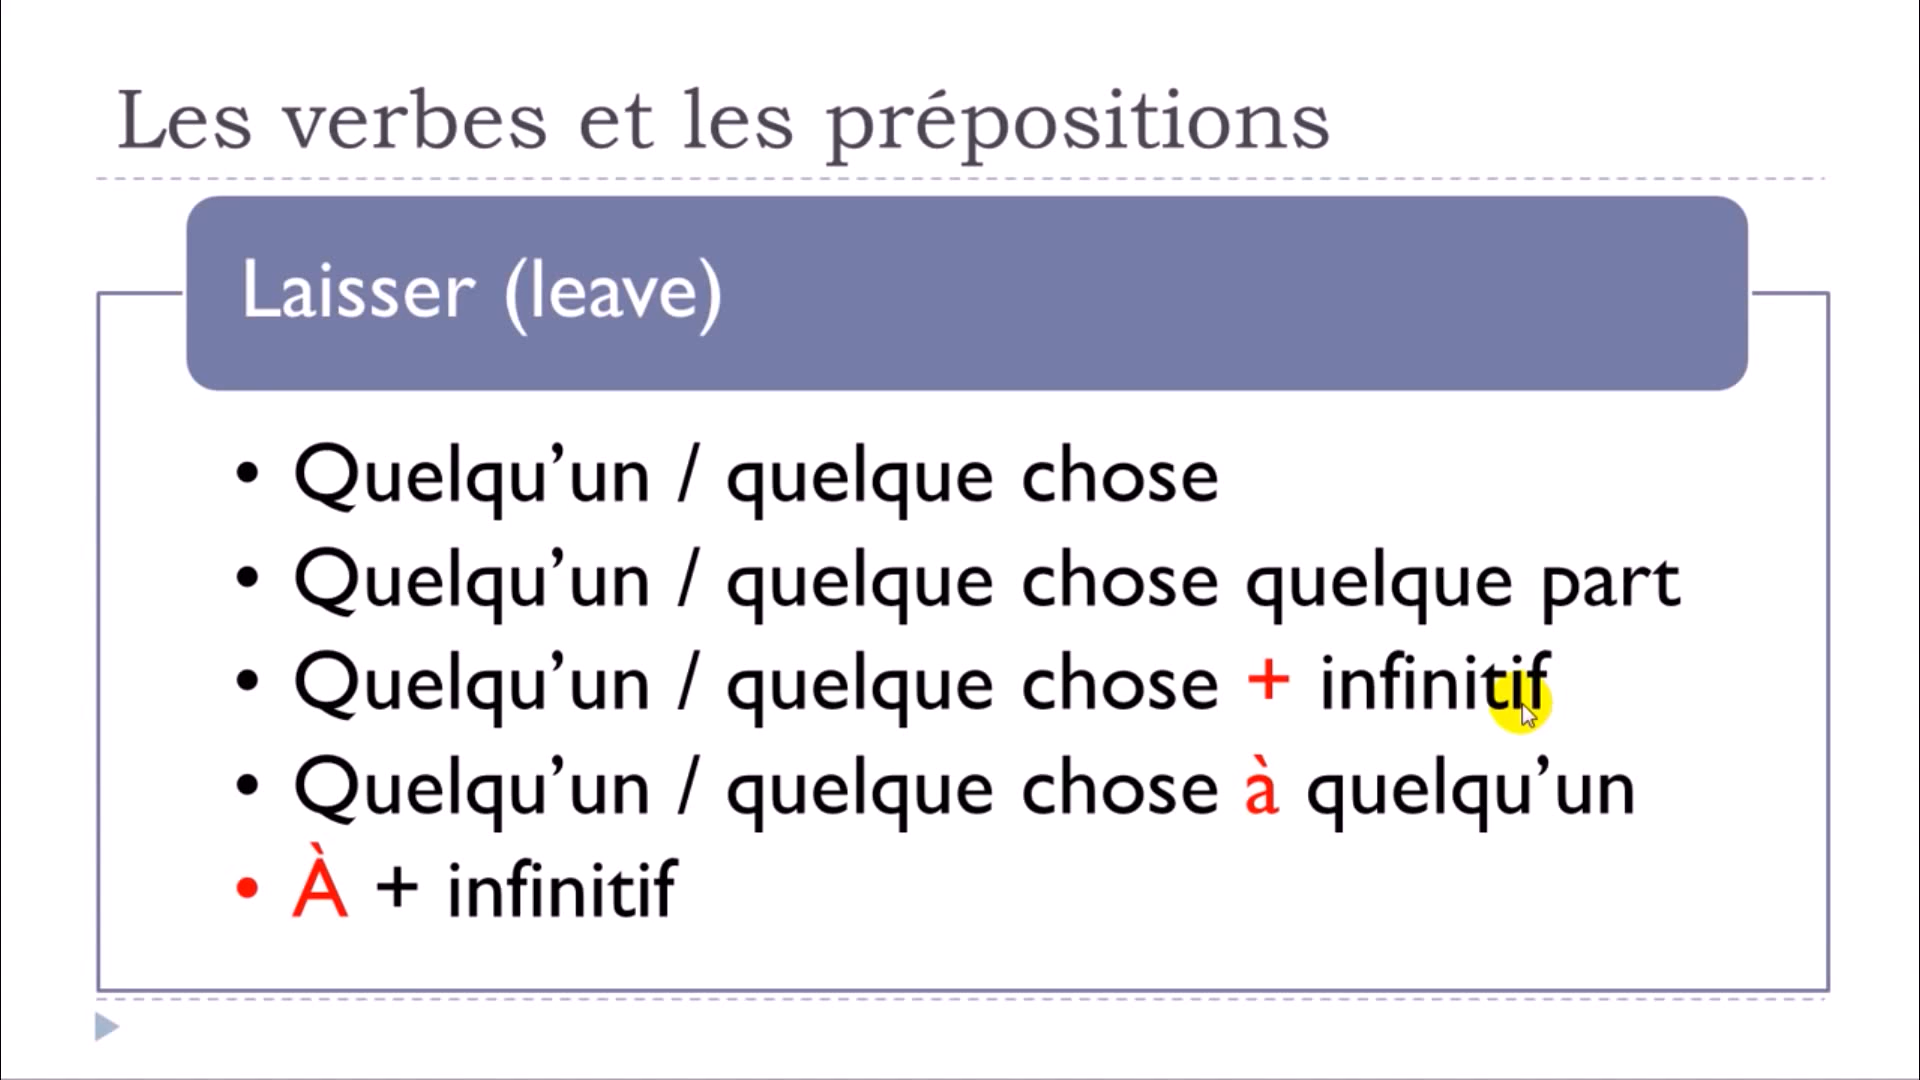 Les verbes et les prépositions
Laisser (leave)
• Quelqu’un / quelque chose
• Quelqu’un / quelque chose quelque part
• Quelqu’un / quelque chose + infinitif
• Quelqu’un / quelque chose à quelqu’un
• À + infinitif